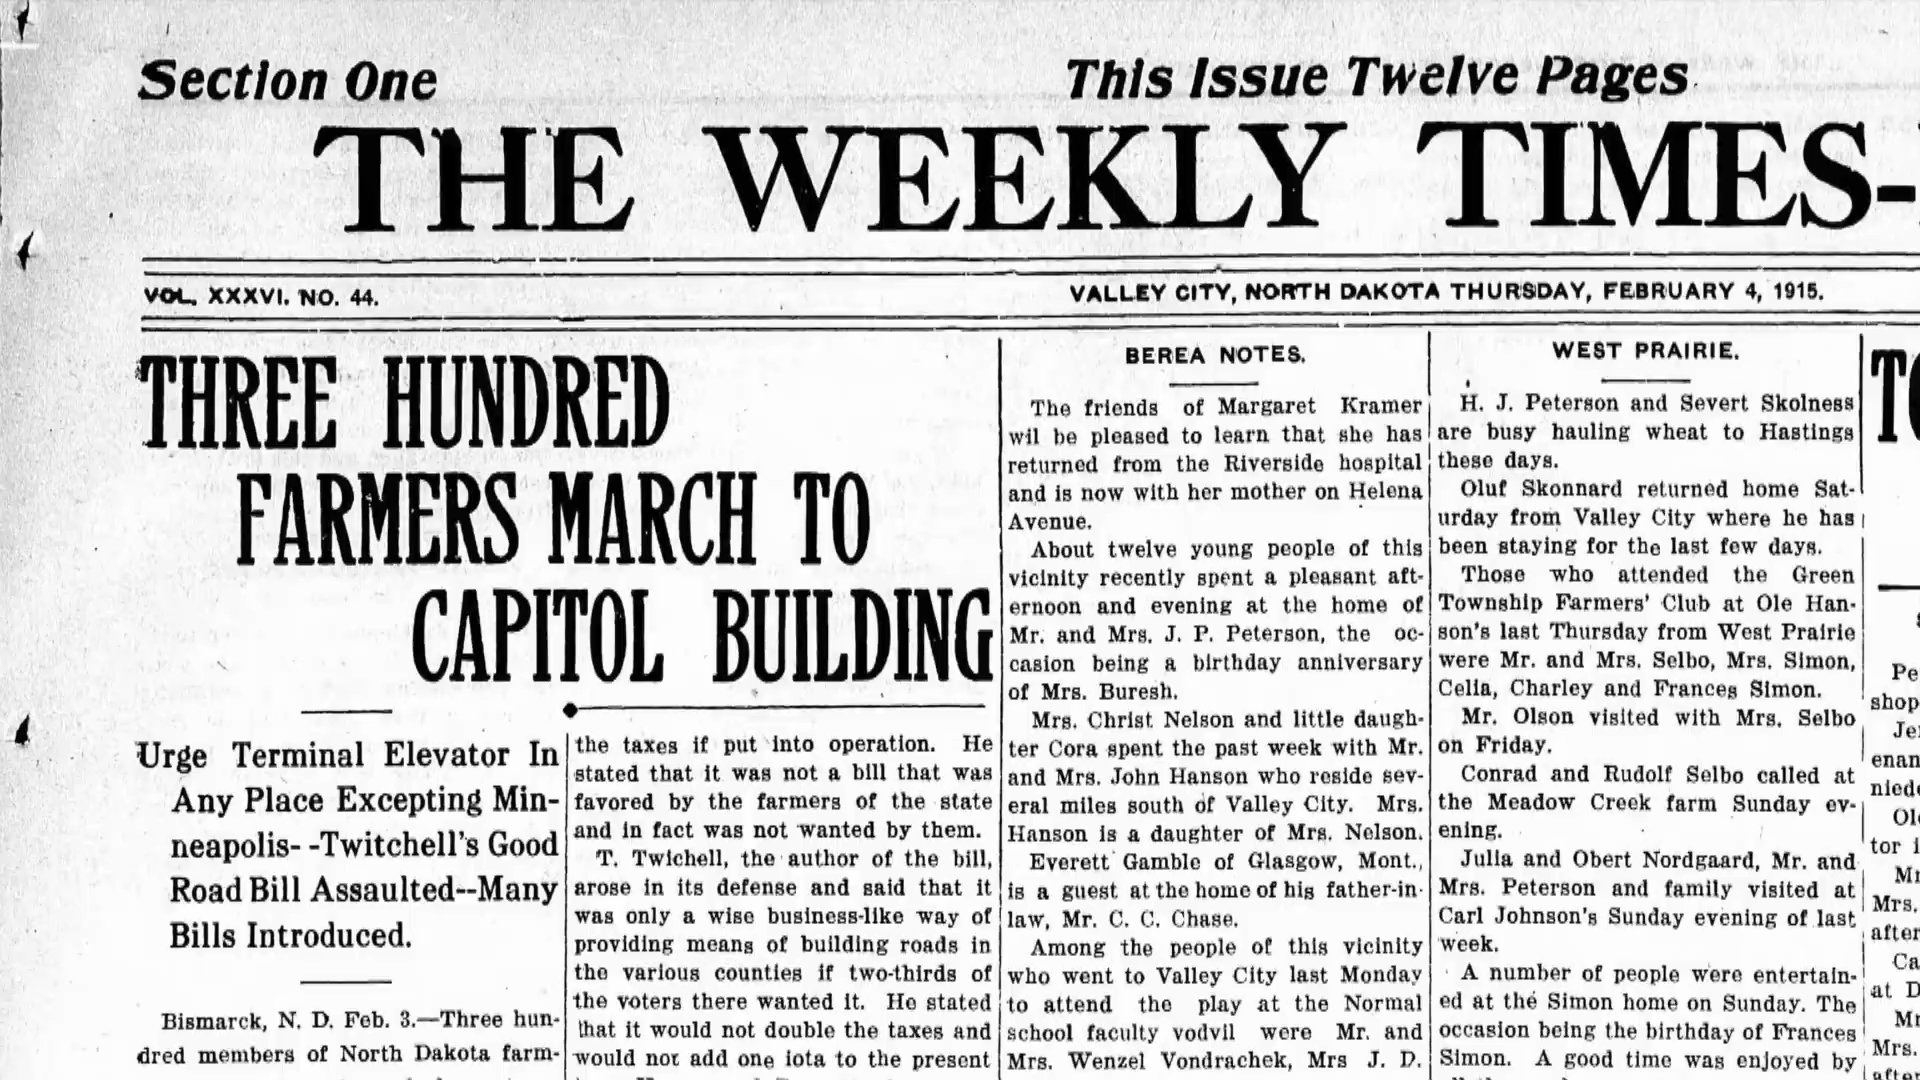 Section One
This Issue Twelve Pages
THE WEEKLY TIMES-
VOL. XXXVI. NO. 44.
VALLEY CITY, NORTH DAKOTA THURSDAY, FEBRUARY 4, 1915.
THREE HUNDRED
FARMERS MARCH TO
CAPITOL BUILDING
Urge Terminal Elevator In
Any Place Excepting Min-
neapolis- -Twitchell's Good
Road Bill Assaulted--Many
Bills Introduced.
Bismarck, N. D. Feb. 3.—Three hun-
dred members of North Dakota farm-
the taxes if put into operation. He
stated that it was not a bill that was
favored by the farmers of the state
and in fact was not wanted by them.
T. Twichell, the author of the bill,
arose in its defense and said that it
was only a wise business-like way of
providing means of building roads in
the various counties if two-thirds of
the voters there wanted it. He stated
that it would not double the taxes and
would not add one iota to the present
BEREA NOTES.
The friends of Margaret Kramer
wil be pleased to learn that she has
returned from the Riverside hospital
and is now with her mother on Helena
Avenue.
About twelve young people of this
vicinity recently spent a pleasant aft-
ernoon and evening at the home of
Mr. and Mrs. J. P. Peterson, the oc-
casion being a birthday anniversary
of Mrs. Buresh.
Mrs. Christ Nelson and little daugh-
ter Cora spent the past week with Mr.
and Mrs. John Hanson who reside sev-
eral miles south of Valley City. Mrs.
Hanson is a daughter of Mrs. Nelson.
Everett Gamble of Glasgow, Mont.,
is a guest at the home of his father-in-
law, Mr. C. C. Chase.
Among the people of this vicinity
who went to Valley City last Monday
to attend the play at the Normal
school faculty vodvil were Mr. and
Mrs. Wenzel Vondrachek, Mrs J. D.
WEST PRAIRIE.
H. J. Peterson and Severt Skolness
are busy hauling wheat to Hastings
these days.
Oluf Skonnard returned home Sat-
urday from Valley City where he has
been staying for the last few days.
Those who attended the Green
Township Farmers' Club at Ole Han-
son's last Thursday from West Prairie
were Mr. and Mrs. Selbo, Mrs. Simon,
Celia, Charley and Frances Simon.
Mr. Olson visited with Mrs. Selbo
on Friday.
Conrad and Rudolf Selbo called at
the Meadow Creek farm Sunday ev-
ening.
Julia and Obert Nordgaard, Mr. and
Mrs. Peterson and family visited at
Carl Johnson's Sunday evening of last
week.
A number of people were entertain-
ed at the Simon home on Sunday. The
occasion being the birthday of Frances
Simon. A good time was enjoyed by
Pe
shop
Je
enan
nied
Ol
tor i
Mr
Mrs.
after
Ca
at D
Mr
Mrs.
after